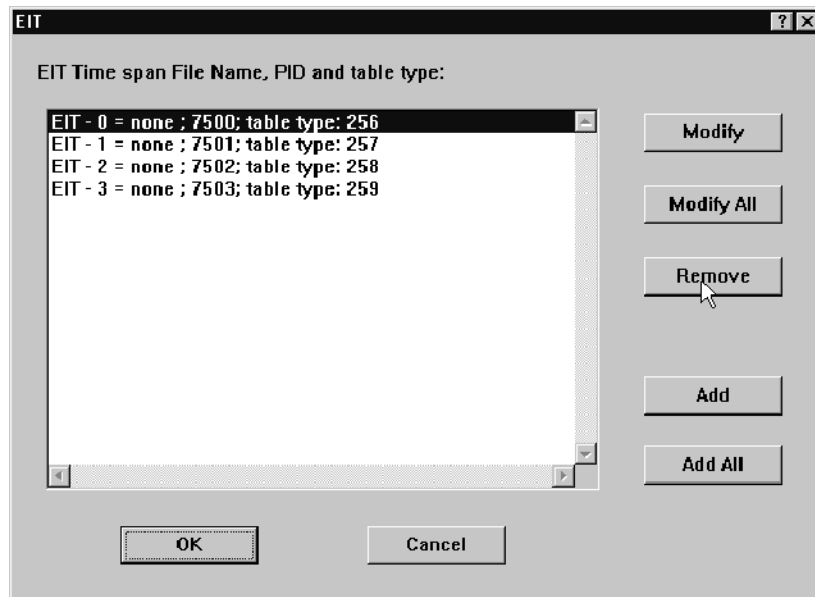 EIT
EIT Time span File Name, PID and table type:
EIT - 0 = none ; 7500; table type: 256
EIT - 1 = none ; 7501; table type: 257
EIT - 2 = none ; 7502; table type: 258
EIT - 3 = none ; 7503; table type: 259
Modify
Modify All
Remove
Add
Add All
OK
Cancel